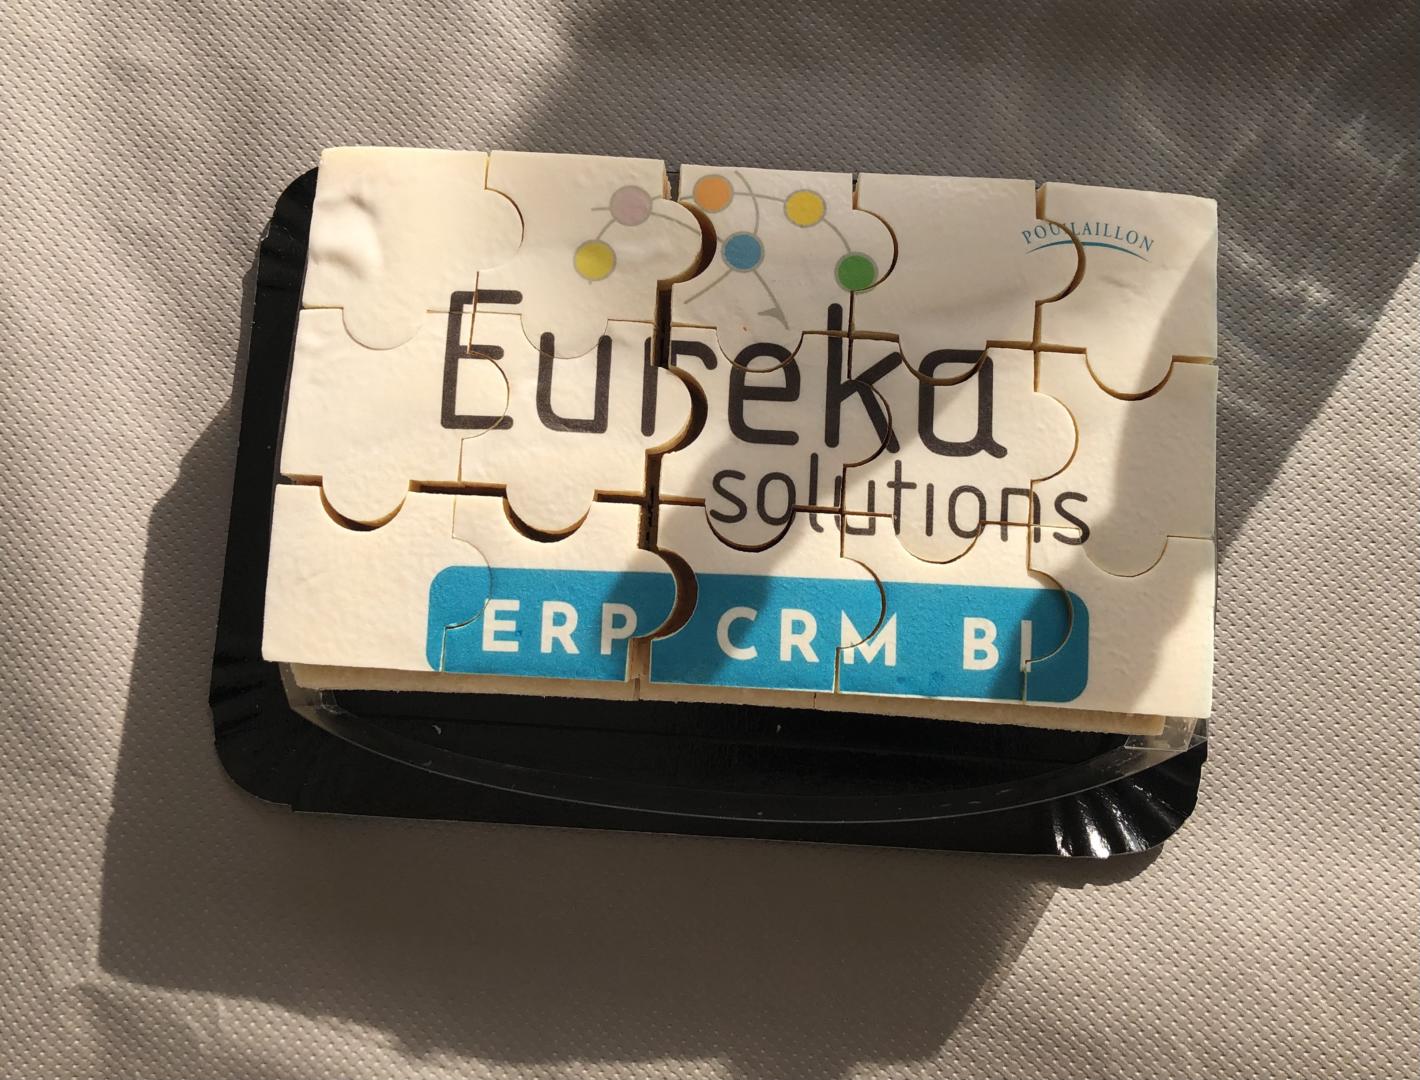 POULAILLON
Eureka
solutions
ERP CRM BI